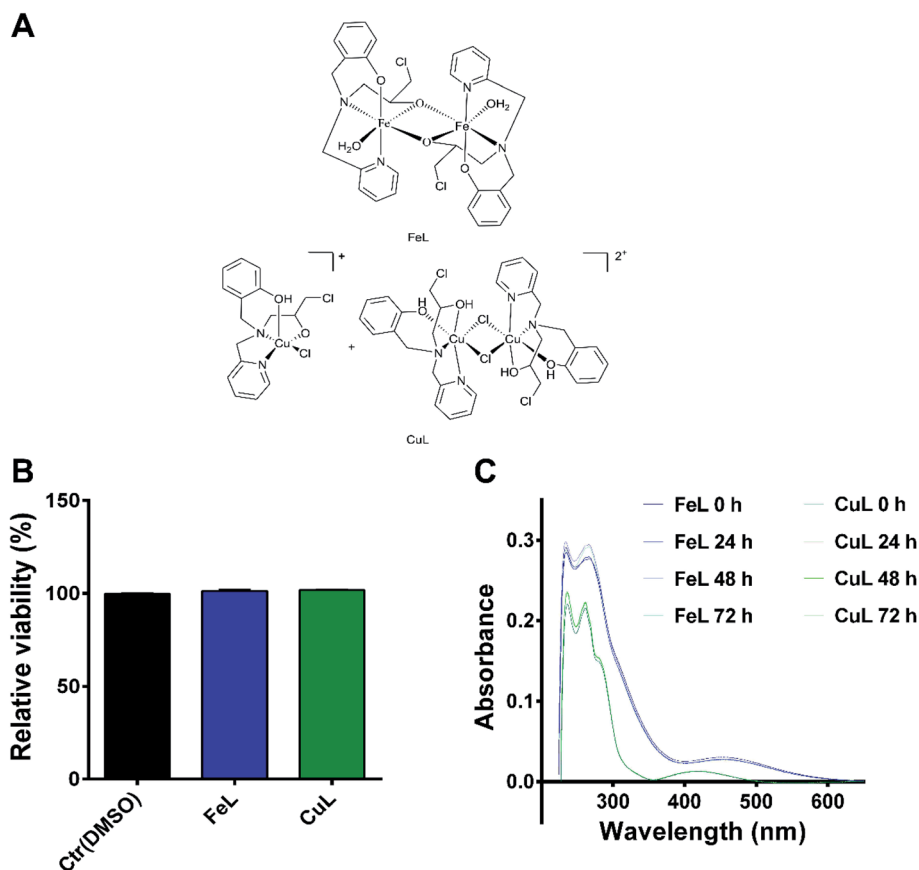 A
Cl
O
N
O
Fe
H₂O
N
N
OH₂
Fe
O
N
Cl
O
FeL
+
OH
Cl
N
O
Cu
Cl
N
+
2+
Cl
H
O
OH
Cl
N
Cu
Cl
N
N
N
Cu
HO
O
H
Cl
CuL
B
Relative viability (%)
150
100
50
0
Ctr(DMSO)
FeL
CuL
C
Absorbance
0.3
0.2
0.1
0.0
300
400
500
600
Wavelength (nm)
FeL 0 h
FeL 24 h
FeL 48 h
FeL 72 h
CuL 0 h
CuL 24 h
CuL 48 h
CuL 72 h